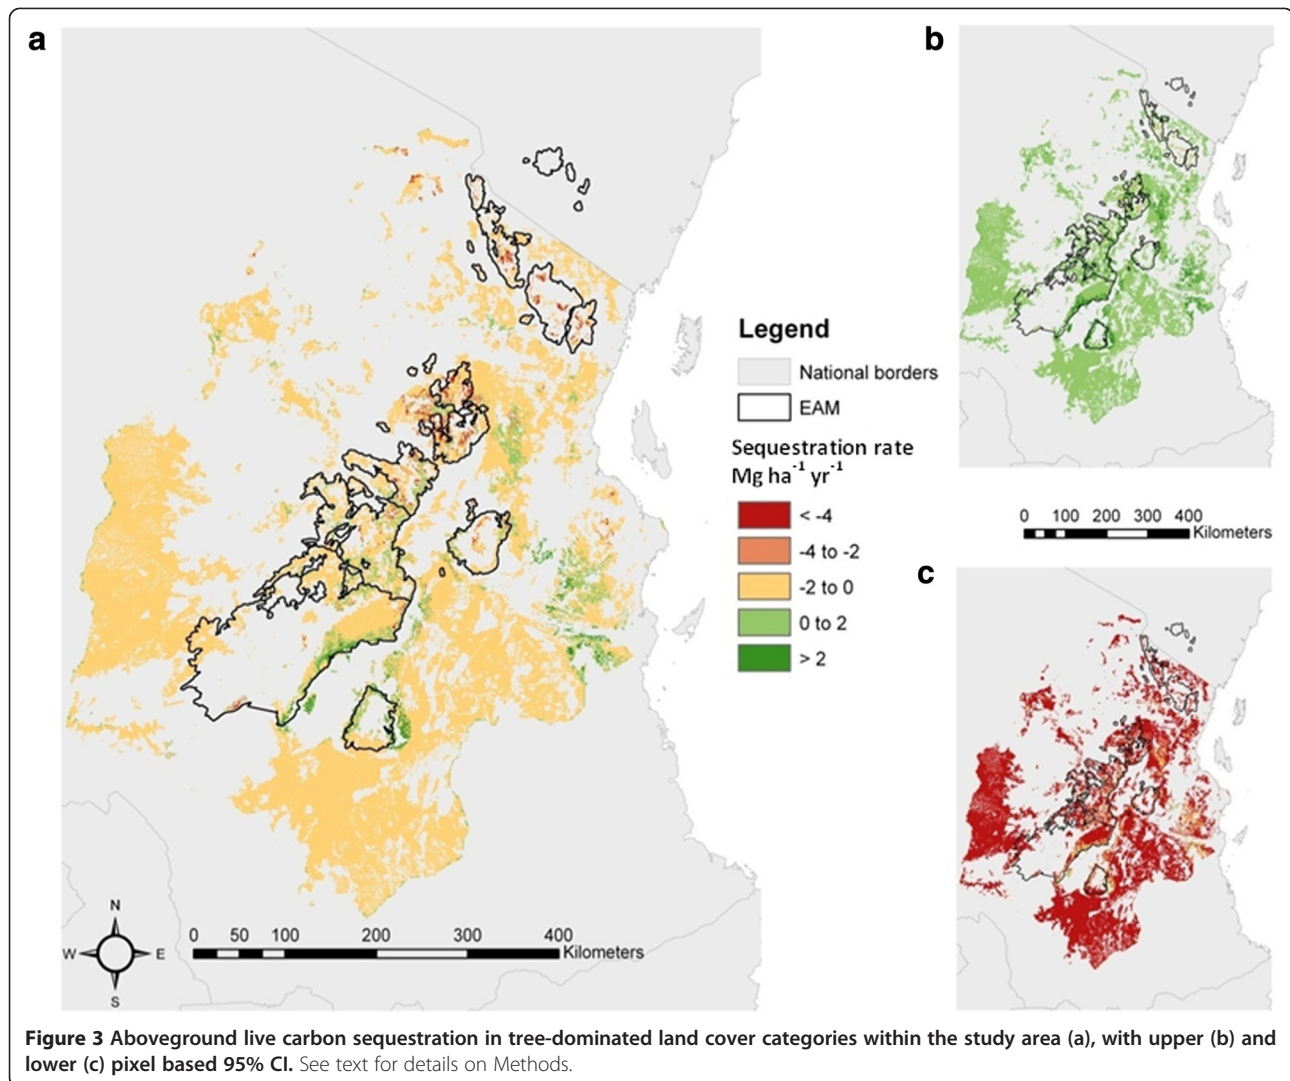 a
b
Legend
National borders
EAM
Sequestration rate
Mg ha⁻¹ yr⁻¹
< -4
-4 to -2
-2 to 0
0 to 2
> 2
0 100 200 300 400
Kilometers
c
N
W E
S
0 50 100 200 300 400
Kilometers
Figure 3 Aboveground live carbon sequestration in tree-dominated land cover categories within the study area (a), with upper (b) and
lower (c) pixel based 95% CI. See text for details on Methods.